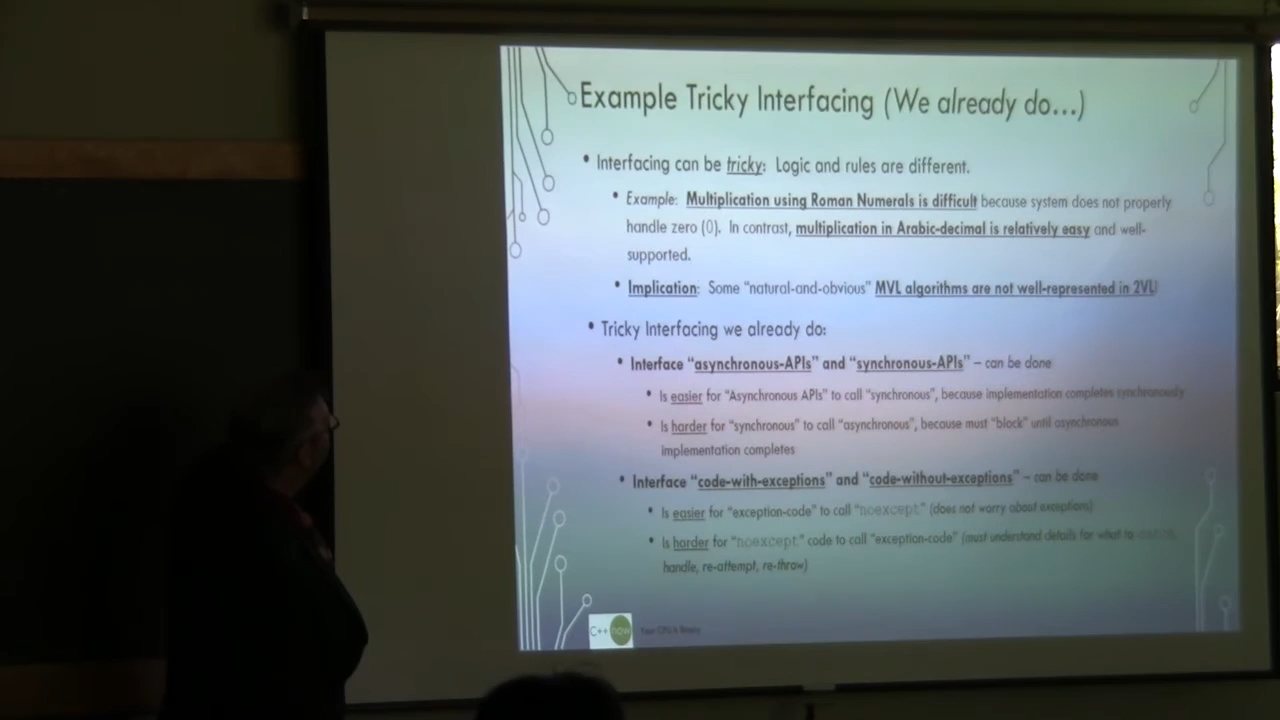 Example Tricky Interfacing (We already do...)
• Interfacing can be tricky: Logic and rules are different.
• Example: Multiplication using Roman Numerals is difficult because system does not properly
handle zero (0). In contrast, multiplication in Arabic-decimal is relatively easy and well-
supported.
• Implication: Some "natural-and-obvious" MVL algorithms are not well-represented in 2VL
• Tricky Interfacing we already do:
• Interface "asynchronous-APIs" and "synchronous-APIs" – can be done
• Is easier for "Asynchronous APIs" to call "synchronous", because implementation completes synchronously
• Is harder for "synchronous" to call "asynchronous", because must "block" until asynchronous
implementation completes
• Interface "code-with-exceptions" and "code-without-exceptions" – can be done
• Is easier for "exception-code" to call "noexcept" (does not worry about exceptions)
• Is harder for "noexcept" code to call "exception-code" (must understand details for what to
handle, re-attempt, re-throw)
C++ now